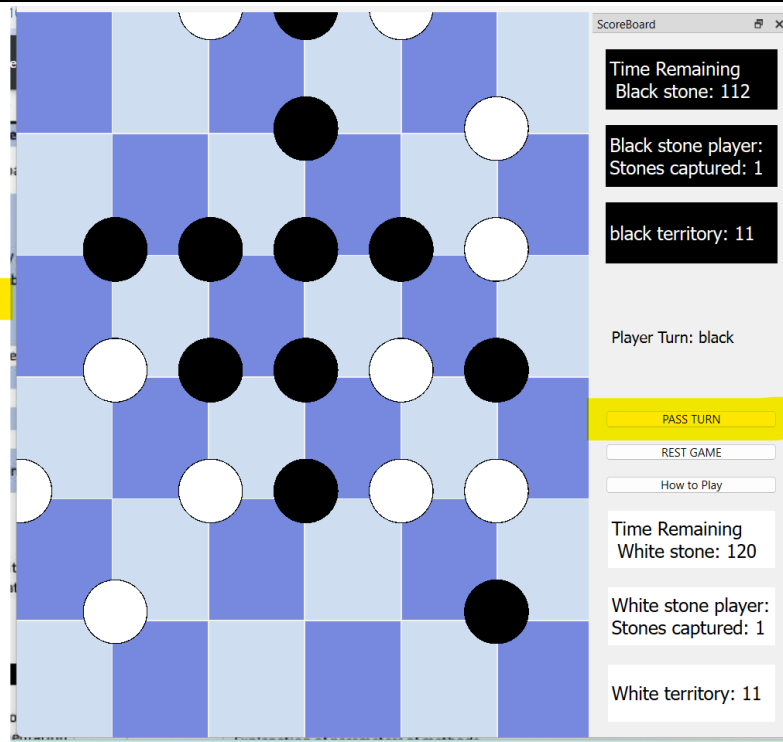 ScoreBoard
Time Remaining
Black stone: 112
Black stone player:
Stones captured: 1
black territory: 11
Player Turn: black
PASS TURN
REST GAME
How to Play
Time Remaining
White stone: 120
White stone player:
Stones captured: 1
White territory: 11